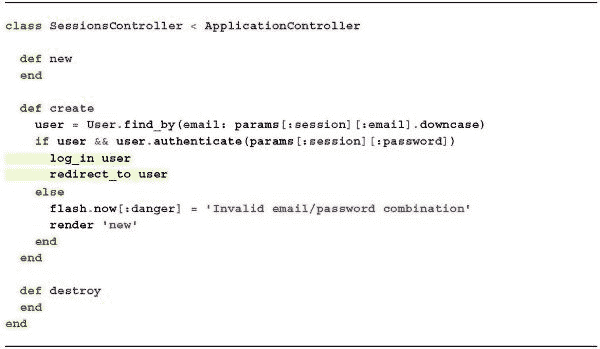 class SessionsController < ApplicationController

  def new
  end

  def create
    user = User.find_by(email: params[:session][:email].downcase)
    if user && user.authenticate(params[:session][:password])
      log_in user
      redirect_to user
    else
      flash.now[:danger] = 'Invalid email/password combination'
      render 'new'
    end
  end

  def destroy
  end
end